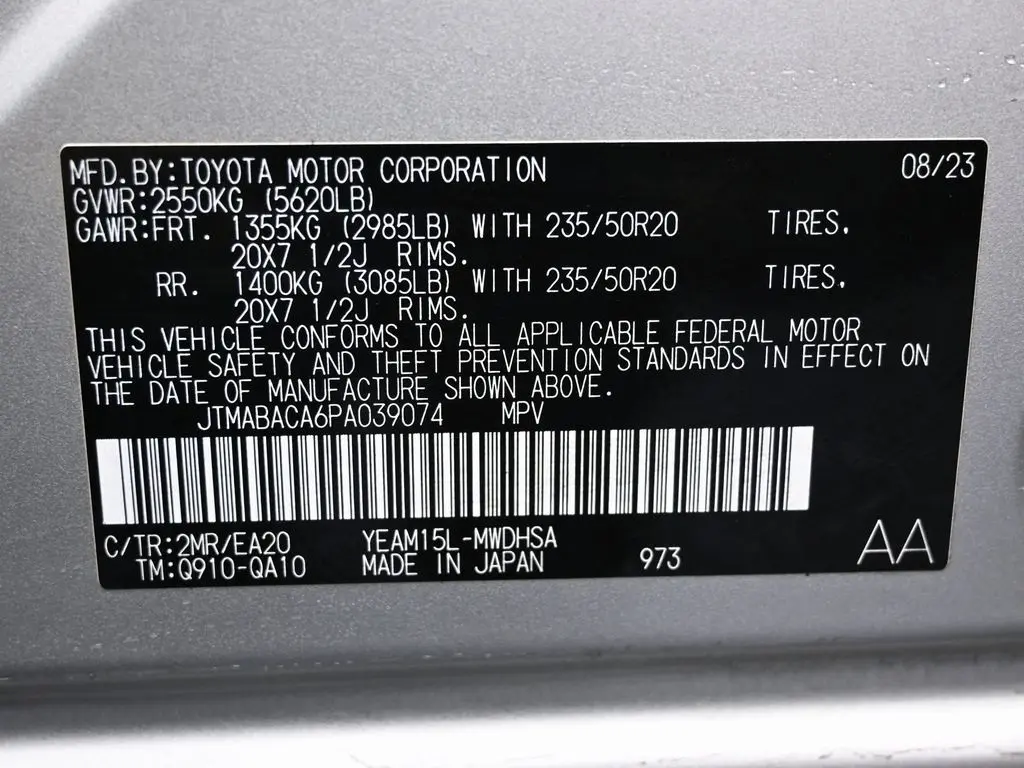 MFD.BY:TOYOTA MOTOR CORPORATION 08/23
GVWR:2550KG (5620LB)
GAWR:FRT. 1355KG (2985LB) WITH 235/50R20 TIRES.
20X7 1/2J RIMS.
RR. 1400KG (3085LB) WITH 235/50R20 TIRES.
20X7 1/2J RIMS.
THIS VEHICLE CONFORMS TO ALL APPLICABLE FEDERAL MOTOR
VEHICLE SAFETY AND THEFT PREVENTION STANDARDS IN EFFECT ON
THE DATE OF MANUFACTURE SHOWN ABOVE.
JTMABACA6PA039074 MPV
C/TR:2MR/EA20 YEAM15L-MWDHSA
TM:Q910-QA10 MADE IN JAPAN 973 AA